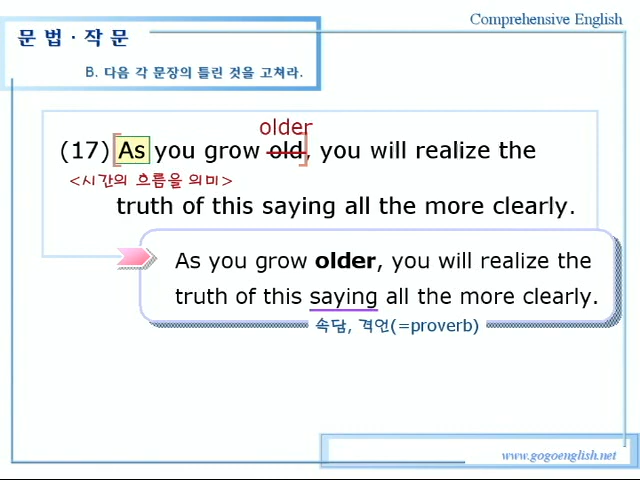 Comprehensive English
문 법 · 작 문
B. 다음 각 문장의 틀린 것을 고쳐라.
older
(17) As you grow old, you will realize the
<시간의 흐름을 의미>
truth of this saying all the more clearly.
As you grow older, you will realize the
truth of this saying all the more clearly.
속담, 격언(=proverb)
www.gogoenglish.net